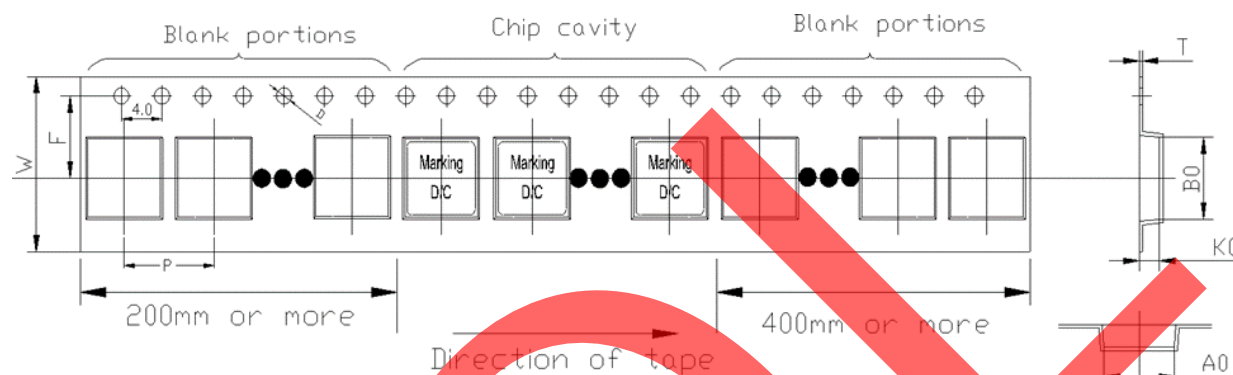 Blank portions
Chip cavity
Blank portions
T
4.0
D
F
W
Marking
D/C
Marking
D/C
Marking
D/C
B0
P
K0
200mm or more
400mm or more
Direction of tape
A0